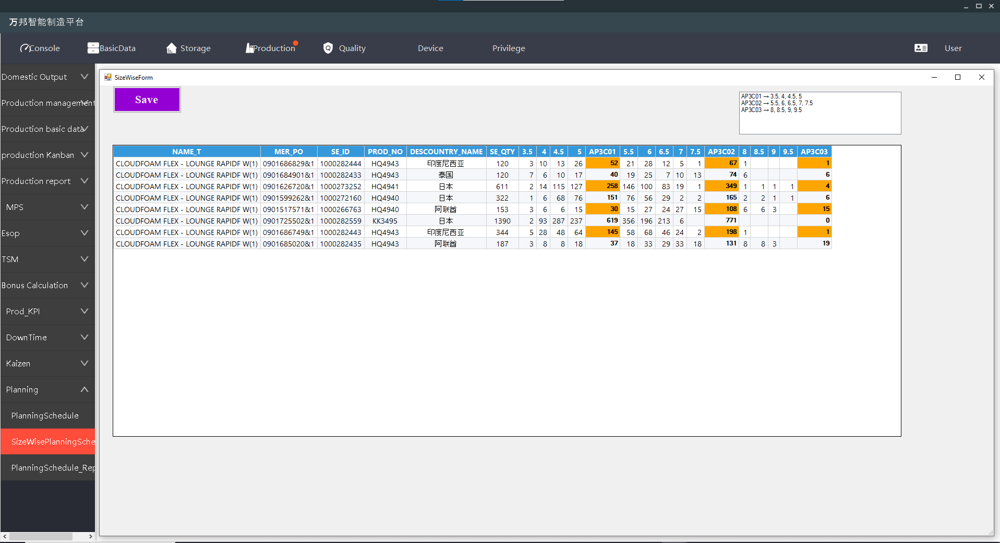 万邦智能制造平台
Console BasicData Storage Production Quality Device Privilege User
Domestic Output
Production management
Production basic data
production Kanban
Production report
MPS
Esop
TSM
Bonus Calculation
Prod_KPI
DownTime
Kaizen
Planning
PlanningSchedule
SizeWisePlanningSche
PlanningSchedule_Rep
SizeWiseForm
Save
AP3C01 → 3.5, 4, 4.5, 5
AP3C02 → 5.5, 6, 6.5, 7, 7.5
AP3C03 → 8, 8.5, 9, 9.5
NAME_T MER_PO SE_ID PROD_NO DESCOUNTRY_NAME SE_QTY 3.5 4 4.5 5 AP3C01 5.5 6 6.5 7 7.5 AP3C02 8 8.5 9 9.5 AP3C03
CLOUDFOAM FLEX - LOUNGE RAPIDF W(1) 0901686829&1 1000282444 HQ4943 印度尼西亚 120 3 10 13 26 52 21 28 12 5 1 67 1 1
CLOUDFOAM FLEX - LOUNGE RAPIDF W(1) 0901684901&1 1000282433 HQ4943 泰国 120 7 6 10 17 40 19 25 7 10 13 74 6 6
CLOUDFOAM FLEX - LOUNGE RAPIDF W(1) 0901626720&1 1000273252 HQ4941 日本 611 2 14 115 127 258 146 100 83 19 1 349 1 1 1 1 4
CLOUDFOAM FLEX - LOUNGE RAPIDF W(1) 0901599262&1 1000272160 HQ4940 日本 322 1 6 68 76 151 76 56 29 2 2 165 2 2 1 1 6
CLOUDFOAM FLEX - LOUNGE RAPIDF W(1) 0901517571&1 1000266763 HQ4940 阿联酋 153 3 6 6 15 30 15 27 24 27 15 108 6 6 3 15
CLOUDFOAM FLEX - LOUNGE RAPIDF W(1) 0901725502&1 1000282559 KK3495 日本 1390 2 93 287 237 619 356 196 213 6 771 0
CLOUDFOAM FLEX - LOUNGE RAPIDF W(1) 0901686749&1 1000282443 HQ4943 印度尼西亚 344 5 28 48 64 145 58 68 46 24 2 198 1 1
CLOUDFOAM FLEX - LOUNGE RAPIDF W(1) 0901685020&1 1000282435 HQ4943 阿联酋 187 3 8 8 18 37 18 33 29 33 18 131 8 8 3 19